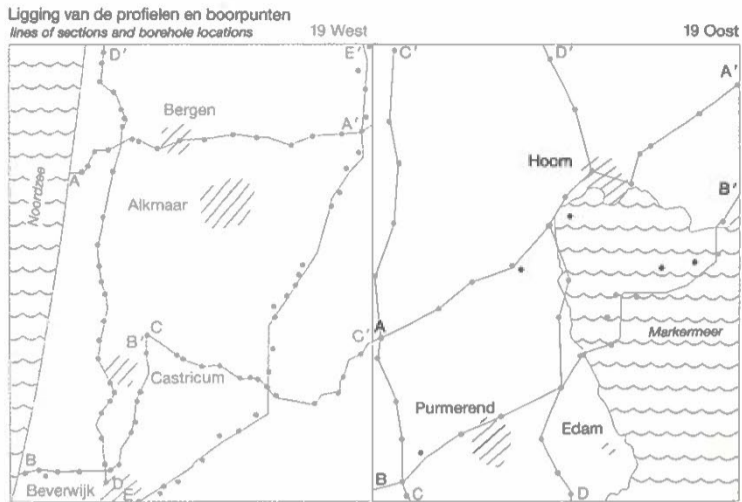 Ligging van de profielen en boorpunten
lines of sections and borehole locations
19 West
19 Oost
D'
E'
C'
D'
A'
Bergen
A'
Hoorn
A
Noordzee
B'
Alkmaar
C
B'
C'
A
Markermeer
Castricum
Purmerend
Edam
B
D
B
Beverwijk
E
C
D